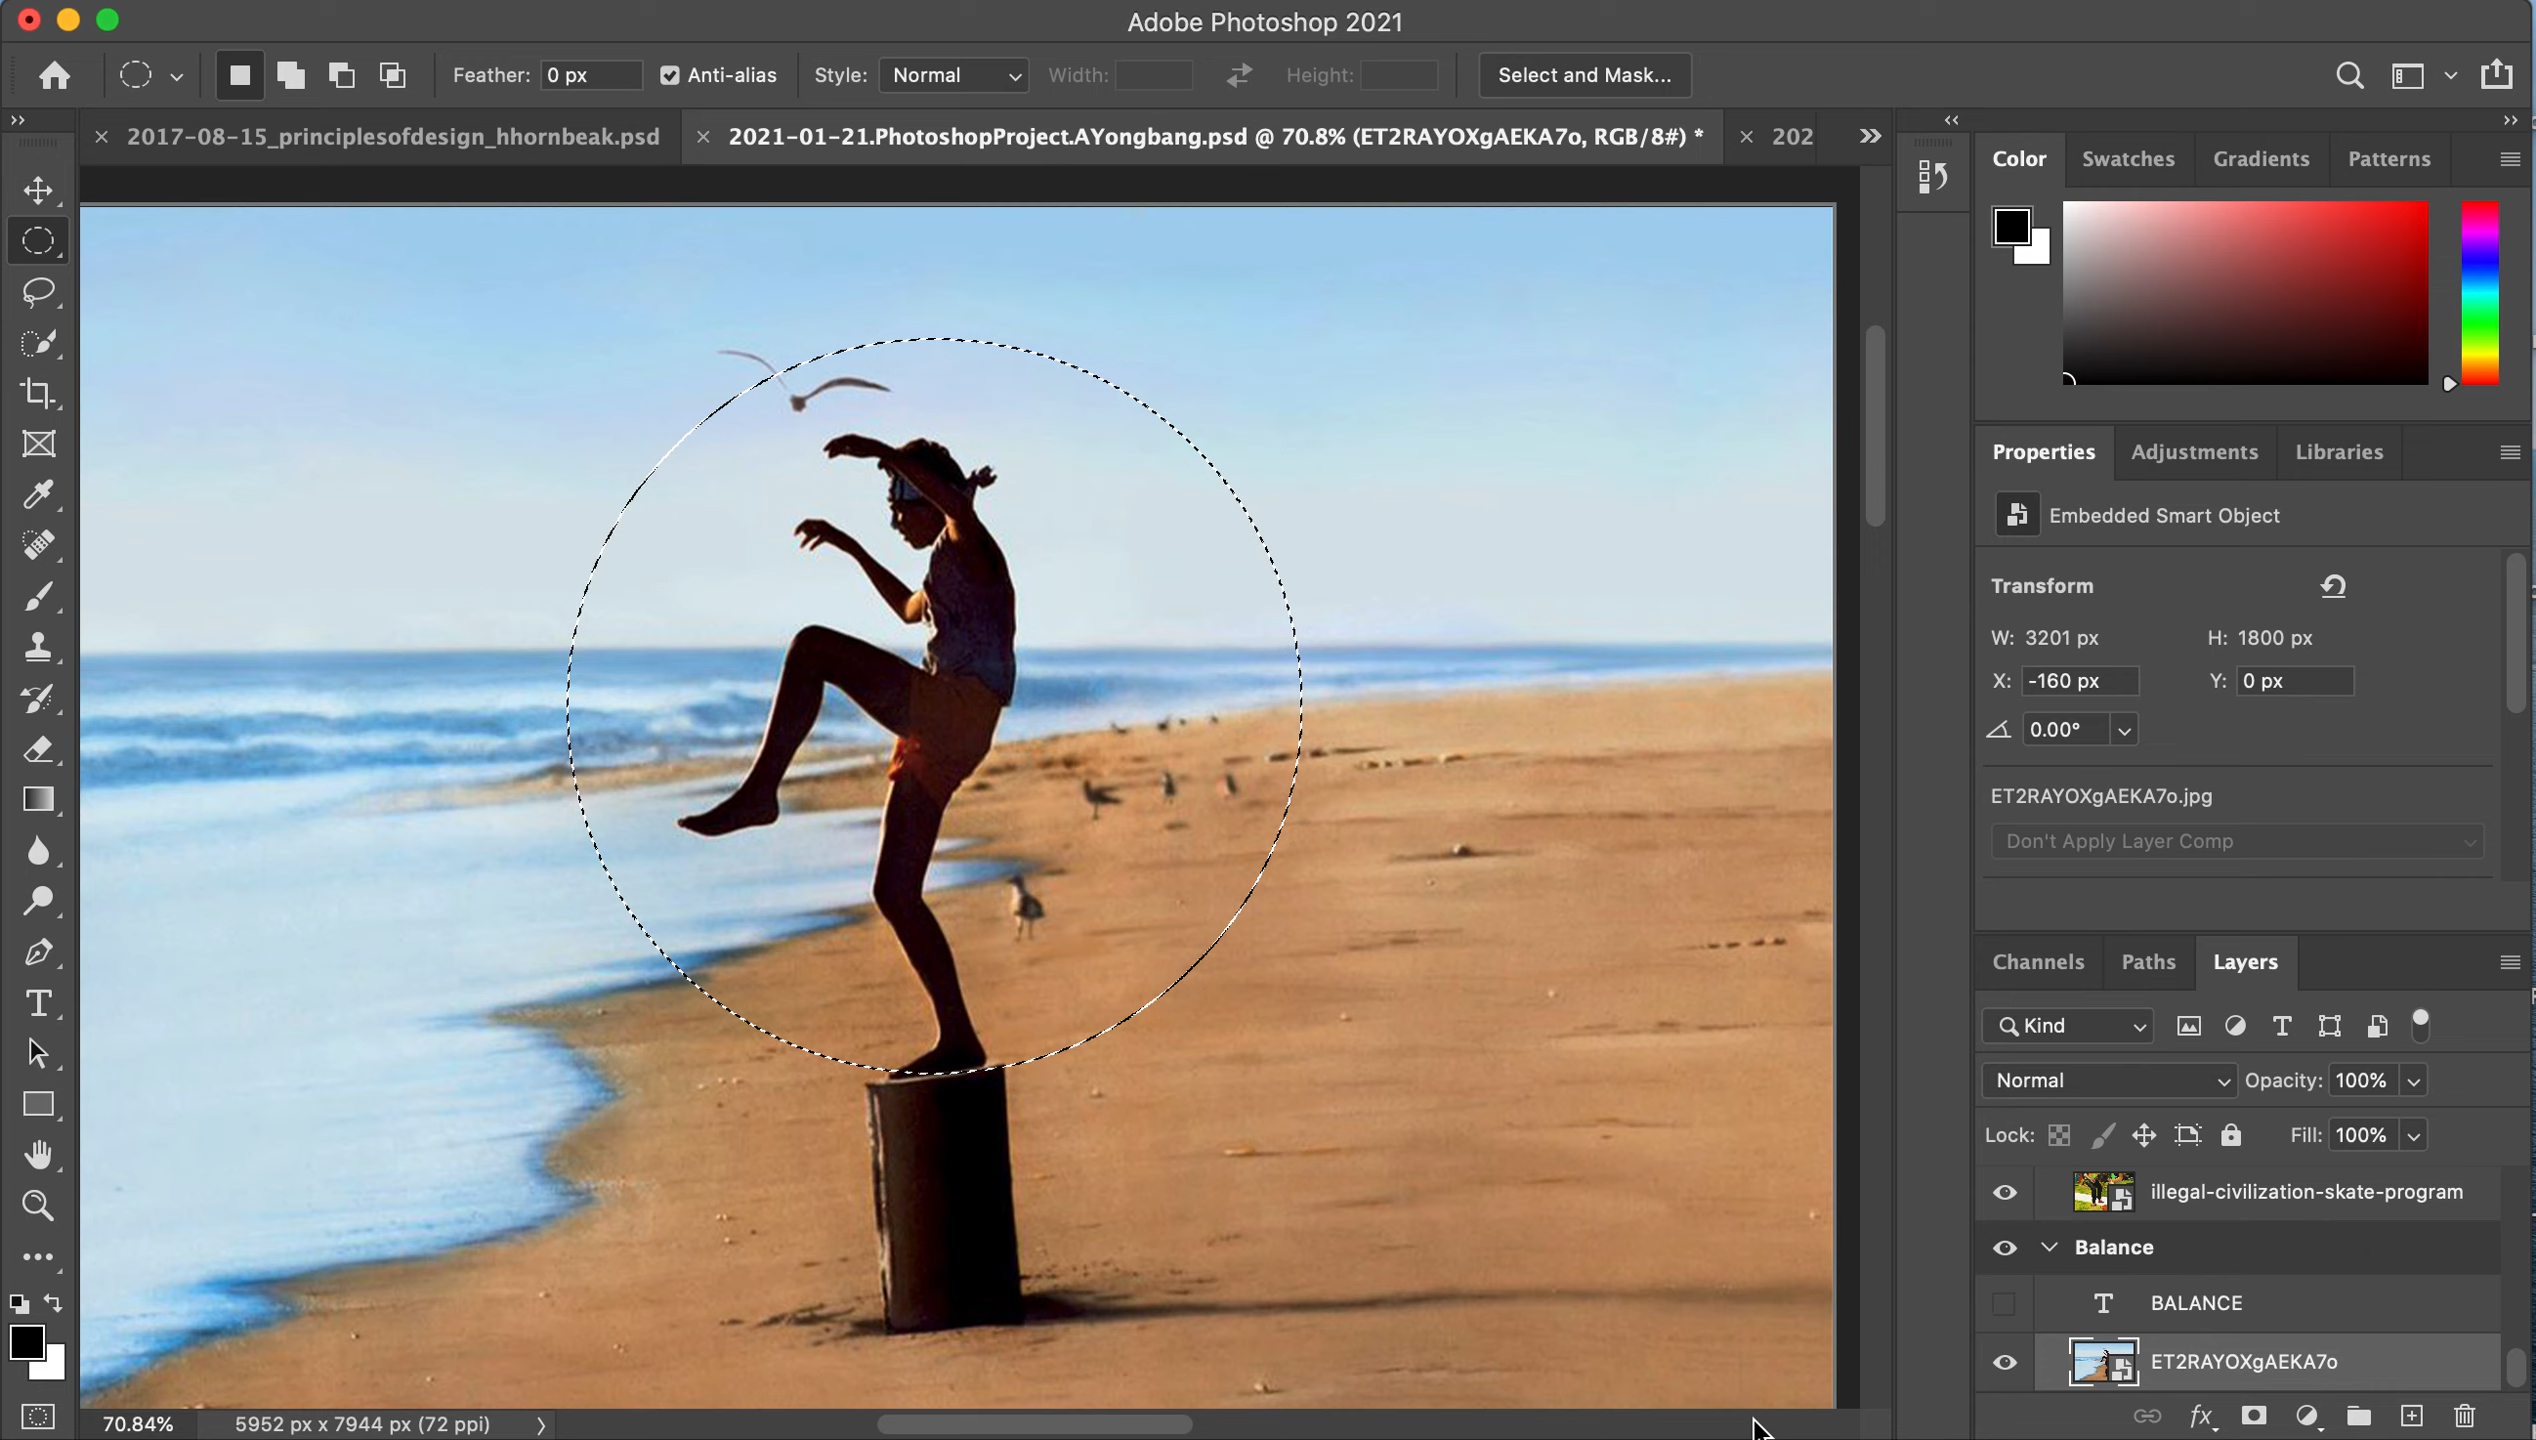 Adobe Photoshop 2021
Feather: 0 px Anti-alias Style: Normal Width: Height: Select and Mask...
2017-08-15_principlesofdesign_hhornbeak.psd 2021-01-21.PhotoshopProject.AYongbang.psd @ 70.8% (ET2RAYOXgAEKA7o, RGB/8#) * 202
Color Swatches Gradients Patterns
Properties Adjustments Libraries
Embedded Smart Object
Transform
W: 3201 px H: 1800 px
X: -160 px Y: 0 px
0.00°
ET2RAYOXgAEKA7o.jpg
Don't Apply Layer Comp
Channels Paths Layers
Kind
Normal Opacity: 100%
Lock: Fill: 100%
illegal-civilization-skate-program
Balance
BALANCE
ET2RAYOXgAEKA7o
70.84% 5952 px x 7944 px (72 ppi)